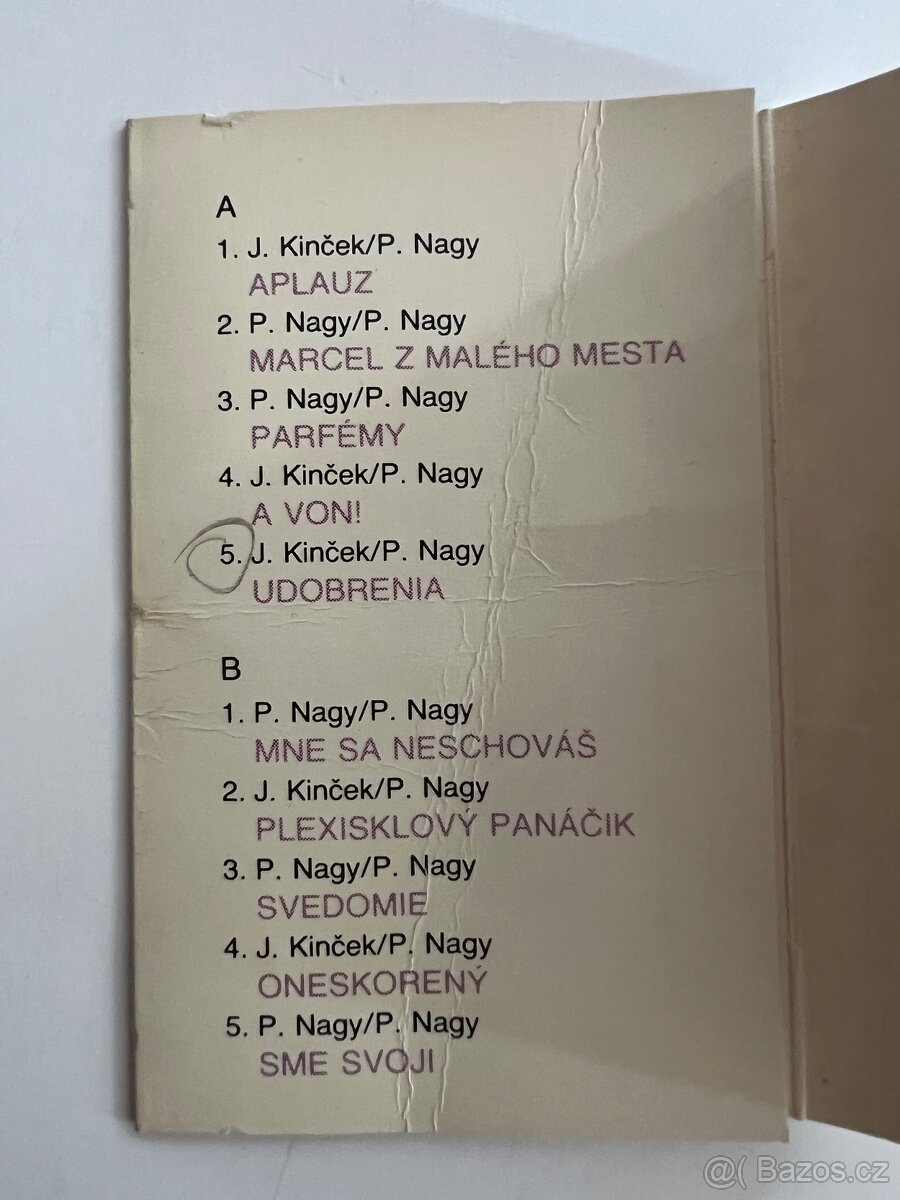 A
1. J. Kinček/P. Nagy
APLAUZ
2. P. Nagy/P. Nagy
MARCEL Z MALÉHO MESTA
3. P. Nagy/P. Nagy
PARFÉMY
4. J. Kinček/P. Nagy
A VON!
5. J. Kinček/P. Nagy
UDOBRENIA
B
1. P. Nagy/P. Nagy
MNE SA NESCHOVÁŠ
2. J. Kinček/P. Nagy
PLEXISKLOVÝ PANÁČIK
3. P. Nagy/P. Nagy
SVEDOMIE
4. J. Kinček/P. Nagy
ONESKORENÝ
5. P. Nagy/P. Nagy
SME SVOJI
@( Bazos.cz